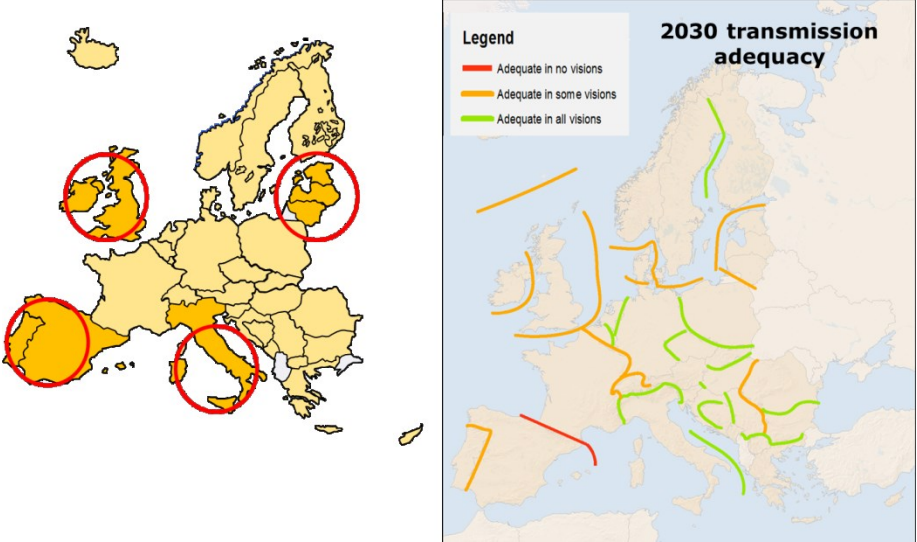 2030 transmission
adequacy
Legend
Adequate in no visions
Adequate in some visions
Adequate in all visions